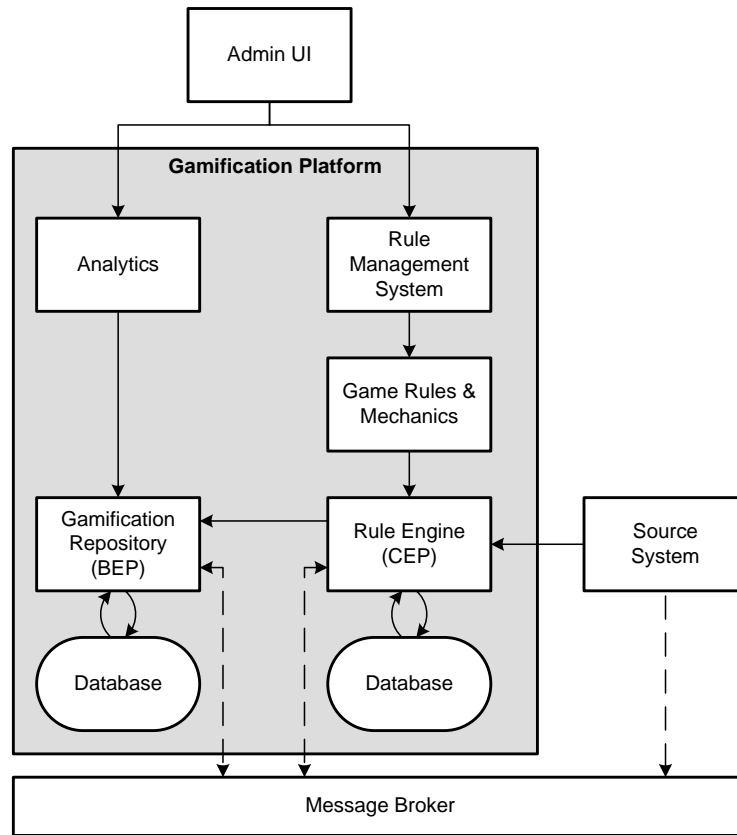 Admin UI
Gamification Platform
Analytics
Rule
Management
System
Game Rules &
Mechanics
Gamification
Repository
(BEP)
Rule Engine
(CEP)
Source
System
Database
Database
Message Broker